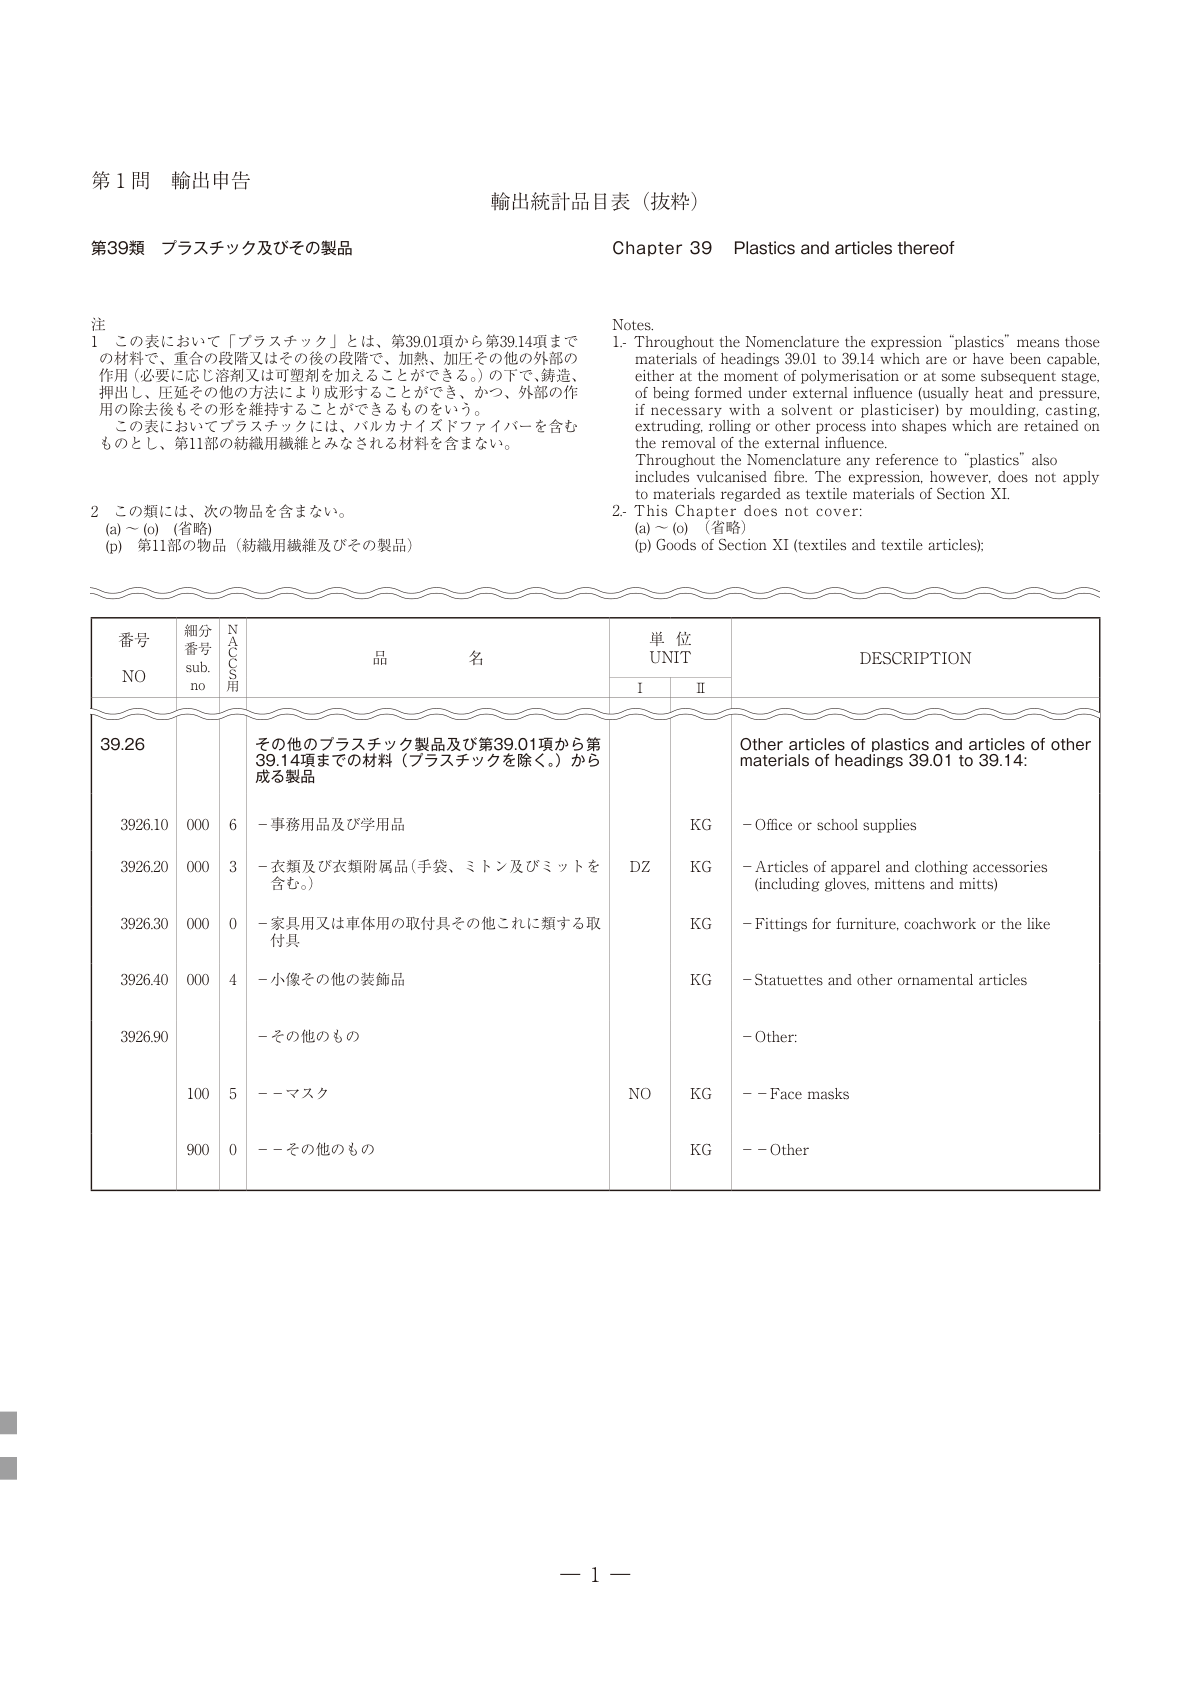 第１問　輸出申告
輸出統計品目表（抜粋）
第39類　プラスチック及びその製品
注
1　この表において「プラスチック」とは、第39.01項から第39.14項まで
の材料で、重合の段階又はその後の段階で、加熱、加圧その他の外部の
作用（必要に応じ溶剤又は可塑剤を加えることができる。）の下で、鋳造、
押出し、圧延その他の方法により成形することができ、かつ、外部の作
用の除去後もその形を維持することができるものをいう。
この表においてプラスチックには、バルカナイズドファイバーを含む
ものとし、第11部の紡織用繊維とみなされる材料を含まない。
2　この類には、次の物品を含まない。
(a) ～ (o)　(省略)
(p)　第11部の物品（紡織用繊維及びその製品）
Chapter 39　Plastics and articles thereof
Notes.
1.- Throughout the Nomenclature the expression “plastics” means those
materials of headings 39.01 to 39.14 which are or have been capable,
either at the moment of polymerisation or at some subsequent stage,
of being formed under external influence (usually heat and pressure,
if necessary with a solvent or plasticiser) by moulding, casting,
extruding, rolling or other process into shapes which are retained on
the removal of the external influence.
Throughout the Nomenclature any reference to “plastics” also
includes vulcanised fibre. The expression, however, does not apply
to materials regarded as textile materials of Section XI.
2.- This Chapter does not cover:
(a) ～ (o)　（省略）
(p) Goods of Section XI (textiles and textile articles);
番号 NO　細分番号 sub. no　NACCS用　品　名　単位 UNIT　Ⅰ　Ⅱ　DESCRIPTION
39.26　その他のプラスチック製品及び第39.01項から第　Other articles of plastics and articles of other
39.14項までの材料（プラスチックを除く。）から　materials of headings 39.01 to 39.14:
成る製品
3926.10　000　6　－事務用品及び学用品　KG　－Office or school supplies
3926.20　000　3　－衣類及び衣類附属品（手袋、ミトン及びミットを　DZ　KG　－Articles of apparel and clothing accessories
含む。）　(including gloves, mittens and mitts)
3926.30　000　0　－家具用又は車体用の取付具その他これに類する取　KG　－Fittings for furniture, coachwork or the like
付具
3926.40　000　4　－小像その他の装飾品　KG　－Statuettes and other ornamental articles
3926.90　－その他のもの　－Other:
100　5　－－マスク　NO　KG　－－Face masks
900　0　－－その他のもの　KG　－－Other
― 1 ―